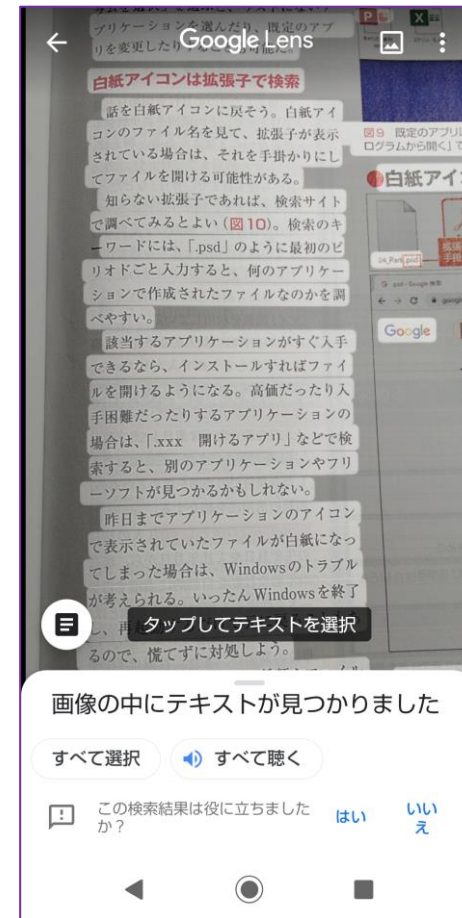 Google Lens
プリケーションを選んだり、既定のアプ
リを変更したり
白紙アイコンは拡張子で検索
話を白紙アイコンに戻そう。白紙アイ
コンのファイル名を見て、拡張子が表示
されている場合は、それを手掛かりにし
てファイルを開ける可能性がある。
知らない拡張子であれば、検索サイト
で調べてみるとよい（図10）。検索のキ
ーワードには、「.psd」のように最初のピ
リオドごと入力すると、何のアプリケー
ションで作成されたファイルなのかを調
べやすい。
該当するアプリケーションがすぐ入手
できるなら、インストールすればファイ
ルを開けるようになる。高価だったり入
手困難だったりするアプリケーションの
場合は、「.xxx　開けるアプリ」などで検
索すると、別のアプリケーションやフリ
ーソフトが見つかるかもしれない。
昨日までアプリケーションのアイコン
で表示されていたファイルが白紙になっ
てしまった場合は、Windowsのトラブル
が考えられる。いったんWindowsを終了
し、再
るので、慌てずに対処しよう。
図9 既定のアプリ
ログラムから開く」で
白紙アイ
拡張
手掛
04_Park.psd
psd - Google 検索
Google
タップしてテキストを選択
画像の中にテキストが見つかりました
すべて選択
すべて聴く
この検索結果は役に立ちました
か？
はい
いい
え